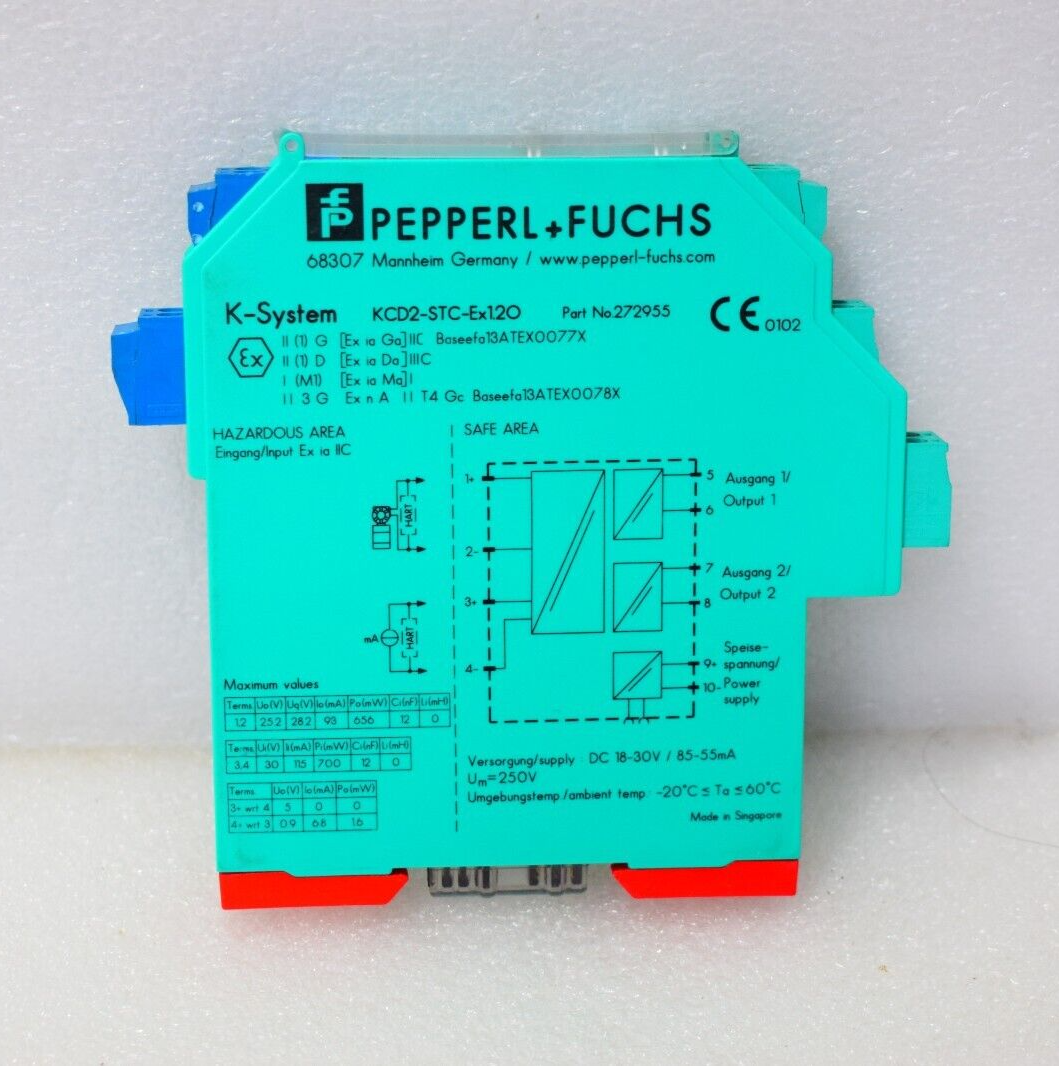 PEPPERL+FUCHS
68307 Mannheim Germany / www.pepperl-fuchs.com
K-System KCD2-STC-Ex1.2O Part No.272955 CE 0102
Ex
II (1) G [Ex ia Ga] IIC Baseefa13ATEX0077X
II (1) D [Ex ia Da] IIIC
I (M1) [Ex ia Ma] I
II 3 G Ex n A II T4 Gc Baseefa13ATEX0078X
HAZARDOUS AREA
Eingang/Input Ex ia IIC
SAFE AREA
HART
mA
HART
1+
2-
3+
4-
5 Ausgang 1/
6 Output 1
7 Ausgang 2/
8 Output 2
Speise-
9+ spannung/
10- Power
supply
Maximum values
Terms. Uo(V) Uq(V) Io(mA) Po(mW) Ci(nF) Li(mH)
1,2 25.2 28.2 93 656 12 0
Terms. Ui(V) Ii(mA) Pi(mW) Ci(nF) Li(mH)
3,4 30 115 700 12 0
Terms. Uo(V) Io(mA) Po(mW)
3+ wrt 4 5 0 0
4+ wrt 3 0.9 6.8 1.6
Versorgung/supply : DC 18-30V / 85-55mA
Um=250V
Umgebungstemp./ambient temp.: -20°C ≤ Ta ≤ 60°C
Made in Singapore